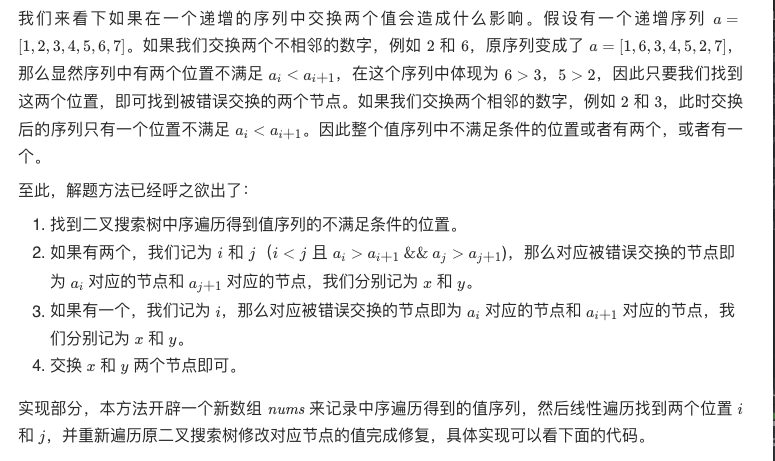 我们来看下如果在一个递增的序列中交换两个值会造成什么影响。假设有一个递增序列 a =
[1, 2, 3, 4, 5, 6, 7]。如果我们交换两个不相邻的数字，例如 2 和 6，原序列变成了 a = [1, 6, 3, 4, 5, 2, 7]，
那么显然序列中有两个位置不满足 aᵢ < aᵢ₊₁，在这个序列中体现为 6 > 3，5 > 2，因此只要我们找到
这两个位置，即可找到被错误交换的两个节点。如果我们交换两个相邻的数字，例如 2 和 3，此时交换
后的序列只有一个位置不满足 aᵢ < aᵢ₊₁。因此整个值序列中不满足条件的位置或者有两个，或者有一
个。
至此，解题方法已经呼之欲出了：
1. 找到二叉搜索树中序遍历得到值序列的不满足条件的位置。
2. 如果有两个，我们记为 i 和 j（i < j 且 aᵢ > aᵢ₊₁ && aⱼ > aⱼ₊₁)，那么对应被错误交换的节点即
为 aᵢ 对应的节点和 aⱼ₊₁ 对应的节点，我们分别记为 x 和 y。
3. 如果有一个，我们记为 i，那么对应被错误交换的节点即为 aᵢ 对应的节点和 aᵢ₊₁ 对应的节点，我
们分别记为 x 和 y。
4. 交换 x 和 y 两个节点即可。
实现部分，本方法开辟一个新数组 nums 来记录中序遍历得到的值序列，然后线性遍历找到两个位置 i
和 j，并重新遍历原二叉搜索树修改对应节点的值完成修复，具体实现可以看下面的代码。